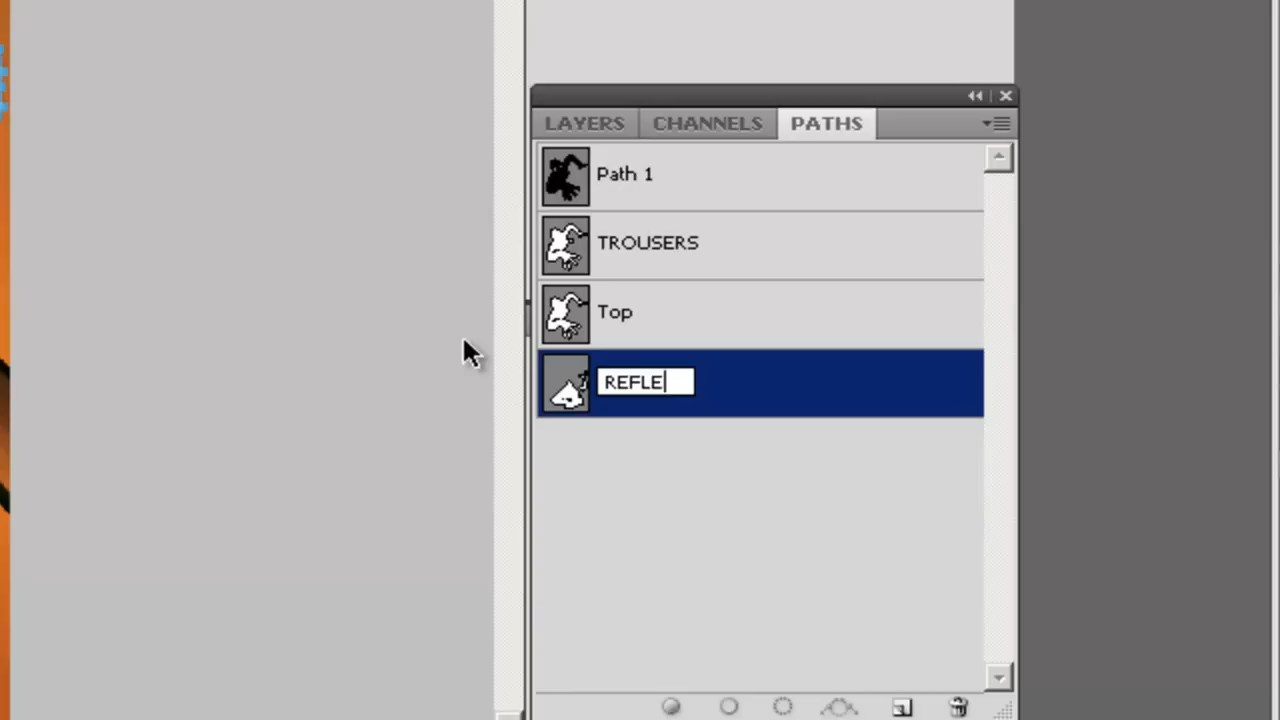 LAYERS CHANNELS PATHS
Path 1
TROUSERS
Top
REFLE